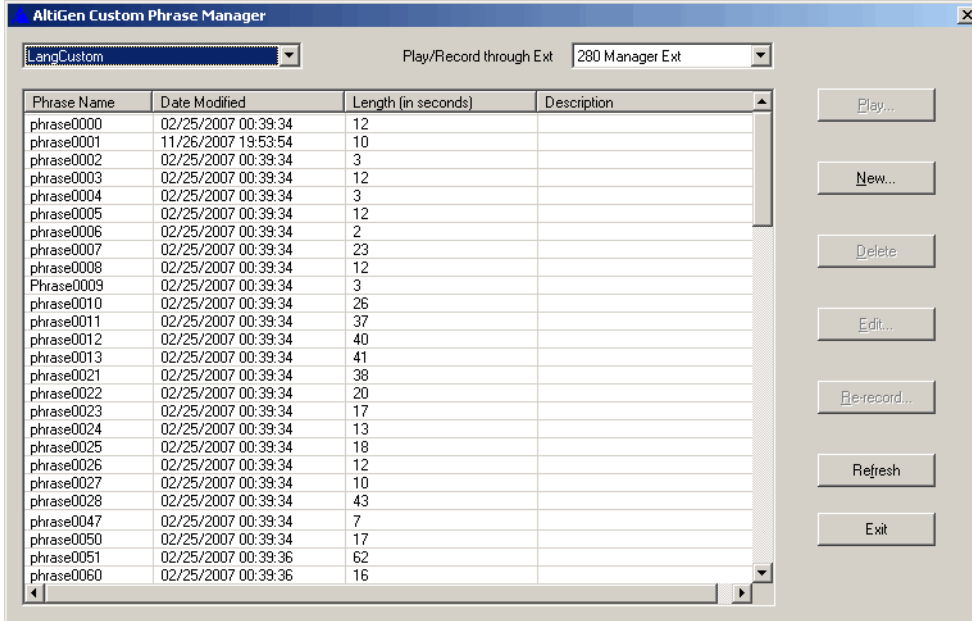 AltiGen Custom Phrase Manager
LangCustom Play/Record through Ext 280 Manager Ext
Phrase Name Date Modified Length (in seconds) Description
phrase0000 02/25/2007 00:39:34 12
phrase0001 11/26/2007 19:53:54 10
phrase0002 02/25/2007 00:39:34 3
phrase0003 02/25/2007 00:39:34 12
phrase0004 02/25/2007 00:39:34 3
phrase0005 02/25/2007 00:39:34 12
phrase0006 02/25/2007 00:39:34 2
phrase0007 02/25/2007 00:39:34 23
phrase0008 02/25/2007 00:39:34 12
Phrase0009 02/25/2007 00:39:34 3
phrase0010 02/25/2007 00:39:34 26
phrase0011 02/25/2007 00:39:34 37
phrase0012 02/25/2007 00:39:34 40
phrase0013 02/25/2007 00:39:34 41
phrase0021 02/25/2007 00:39:34 38
phrase0022 02/25/2007 00:39:34 20
phrase0023 02/25/2007 00:39:34 17
phrase0024 02/25/2007 00:39:34 13
phrase0025 02/25/2007 00:39:34 18
phrase0026 02/25/2007 00:39:34 12
phrase0027 02/25/2007 00:39:34 10
phrase0028 02/25/2007 00:39:34 43
phrase0047 02/25/2007 00:39:34 7
phrase0050 02/25/2007 00:39:34 17
phrase0051 02/25/2007 00:39:36 62
phrase0060 02/25/2007 00:39:36 16
Play...
New...
Delete
Edit...
Re-record...
Refresh
Exit